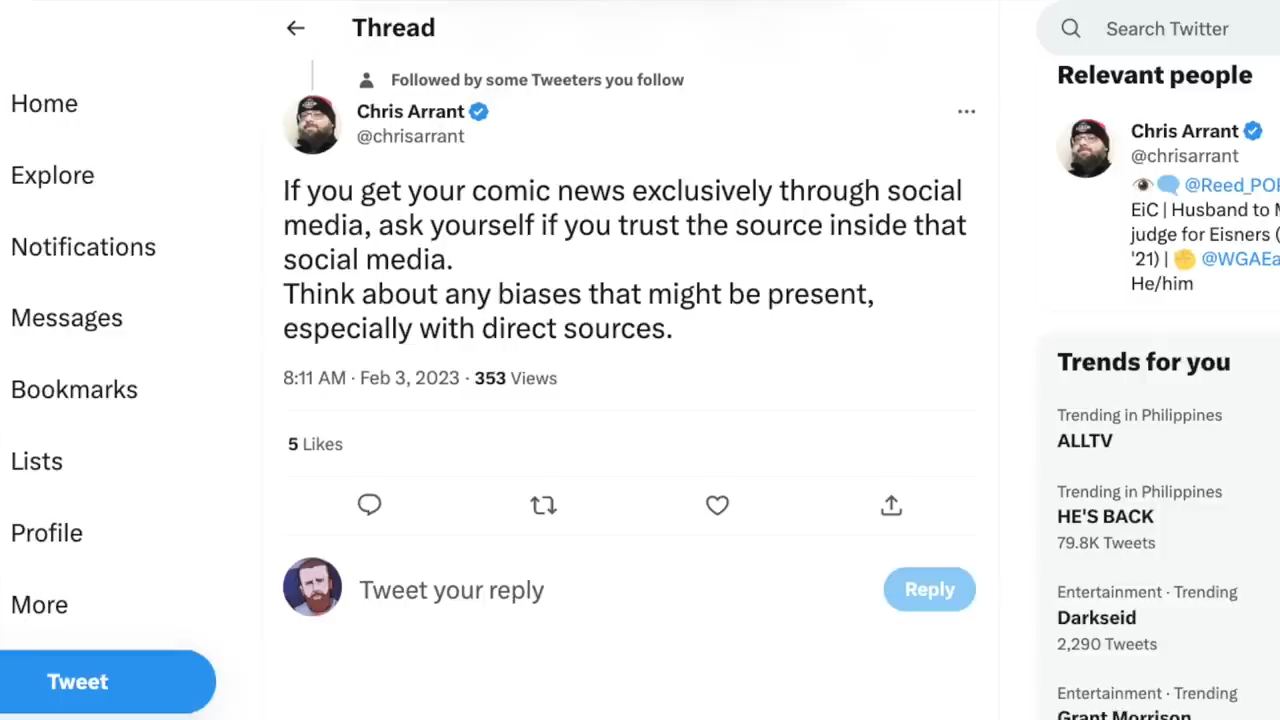 Home
Explore
Notifications
Messages
Bookmarks
Lists
Profile
More
Tweet
Thread
Followed by some Tweeters you follow
Chris Arrant
@chrisarrant
If you get your comic news exclusively through social
media, ask yourself if you trust the source inside that
social media.
Think about any biases that might be present,
especially with direct sources.
8:11 AM · Feb 3, 2023 · 353 Views
5 Likes
Tweet your reply
Reply
Search Twitter
Relevant people
Chris Arrant
@chrisarrant
@Reed_POP
EiC | Husband to
judge for Eisners (
'21) | @WGAEa
He/him
Trends for you
Trending in Philippines
ALLTV
Trending in Philippines
HE'S BACK
79.8K Tweets
Entertainment · Trending
Darkseid
2,290 Tweets
Entertainment · Trending
Grant Morrison